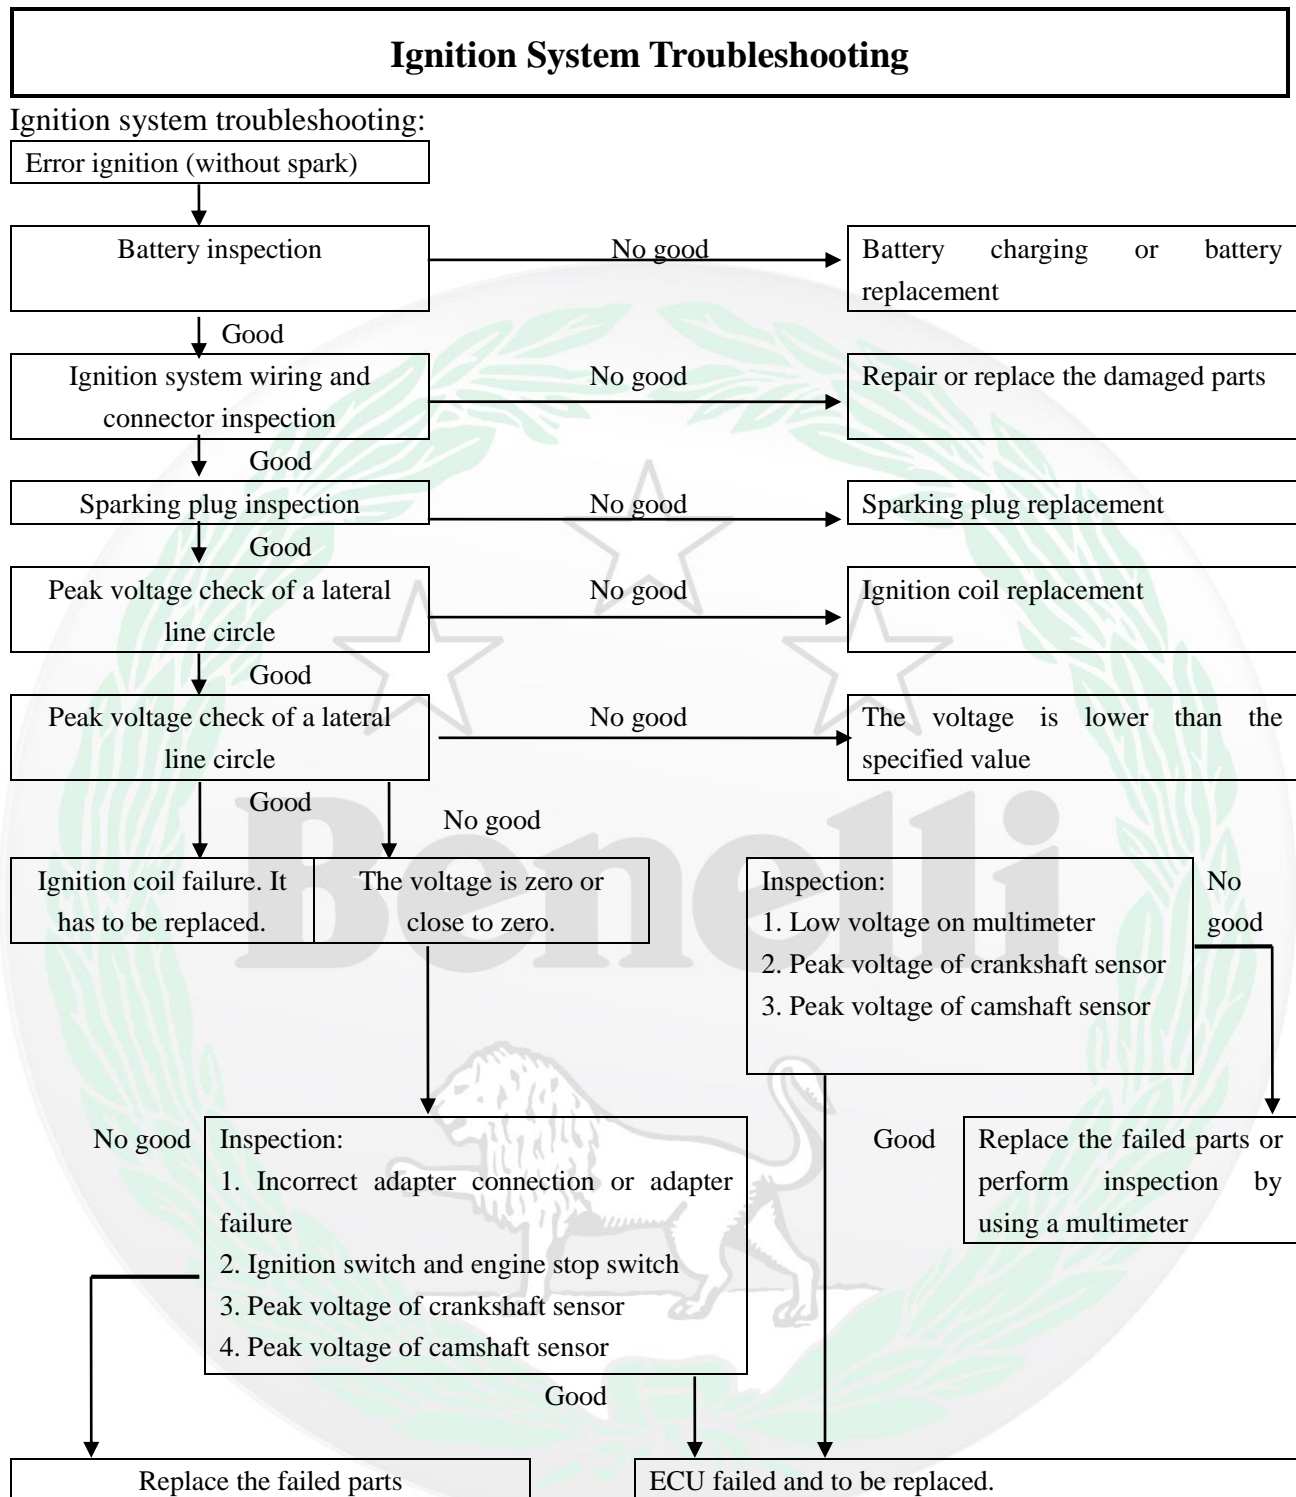 Ignition System Troubleshooting
Ignition system troubleshooting:
Error ignition (without spark)
Battery inspection
No good
Battery charging or battery
replacement
Good
Ignition system wiring and
connector inspection
No good
Repair or replace the damaged parts
Good
Sparking plug inspection
No good
Sparking plug replacement
Good
Peak voltage check of a lateral
line circle
No good
Ignition coil replacement
Good
Peak voltage check of a lateral
line circle
No good
The voltage is lower than the
specified value
Good
No good
Benelli
Ignition coil failure. It
has to be replaced.
The voltage is zero or
close to zero.
Inspection:
1. Low voltage on multimeter
2. Peak voltage of crankshaft sensor
3. Peak voltage of camshaft sensor
No
good
No good
Inspection:
1. Incorrect adapter connection or adapter
failure
2. Ignition switch and engine stop switch
3. Peak voltage of crankshaft sensor
4. Peak voltage of camshaft sensor
Good
Replace the failed parts or
perform inspection by
using a multimeter
Good
Replace the failed parts
ECU failed and to be replaced.